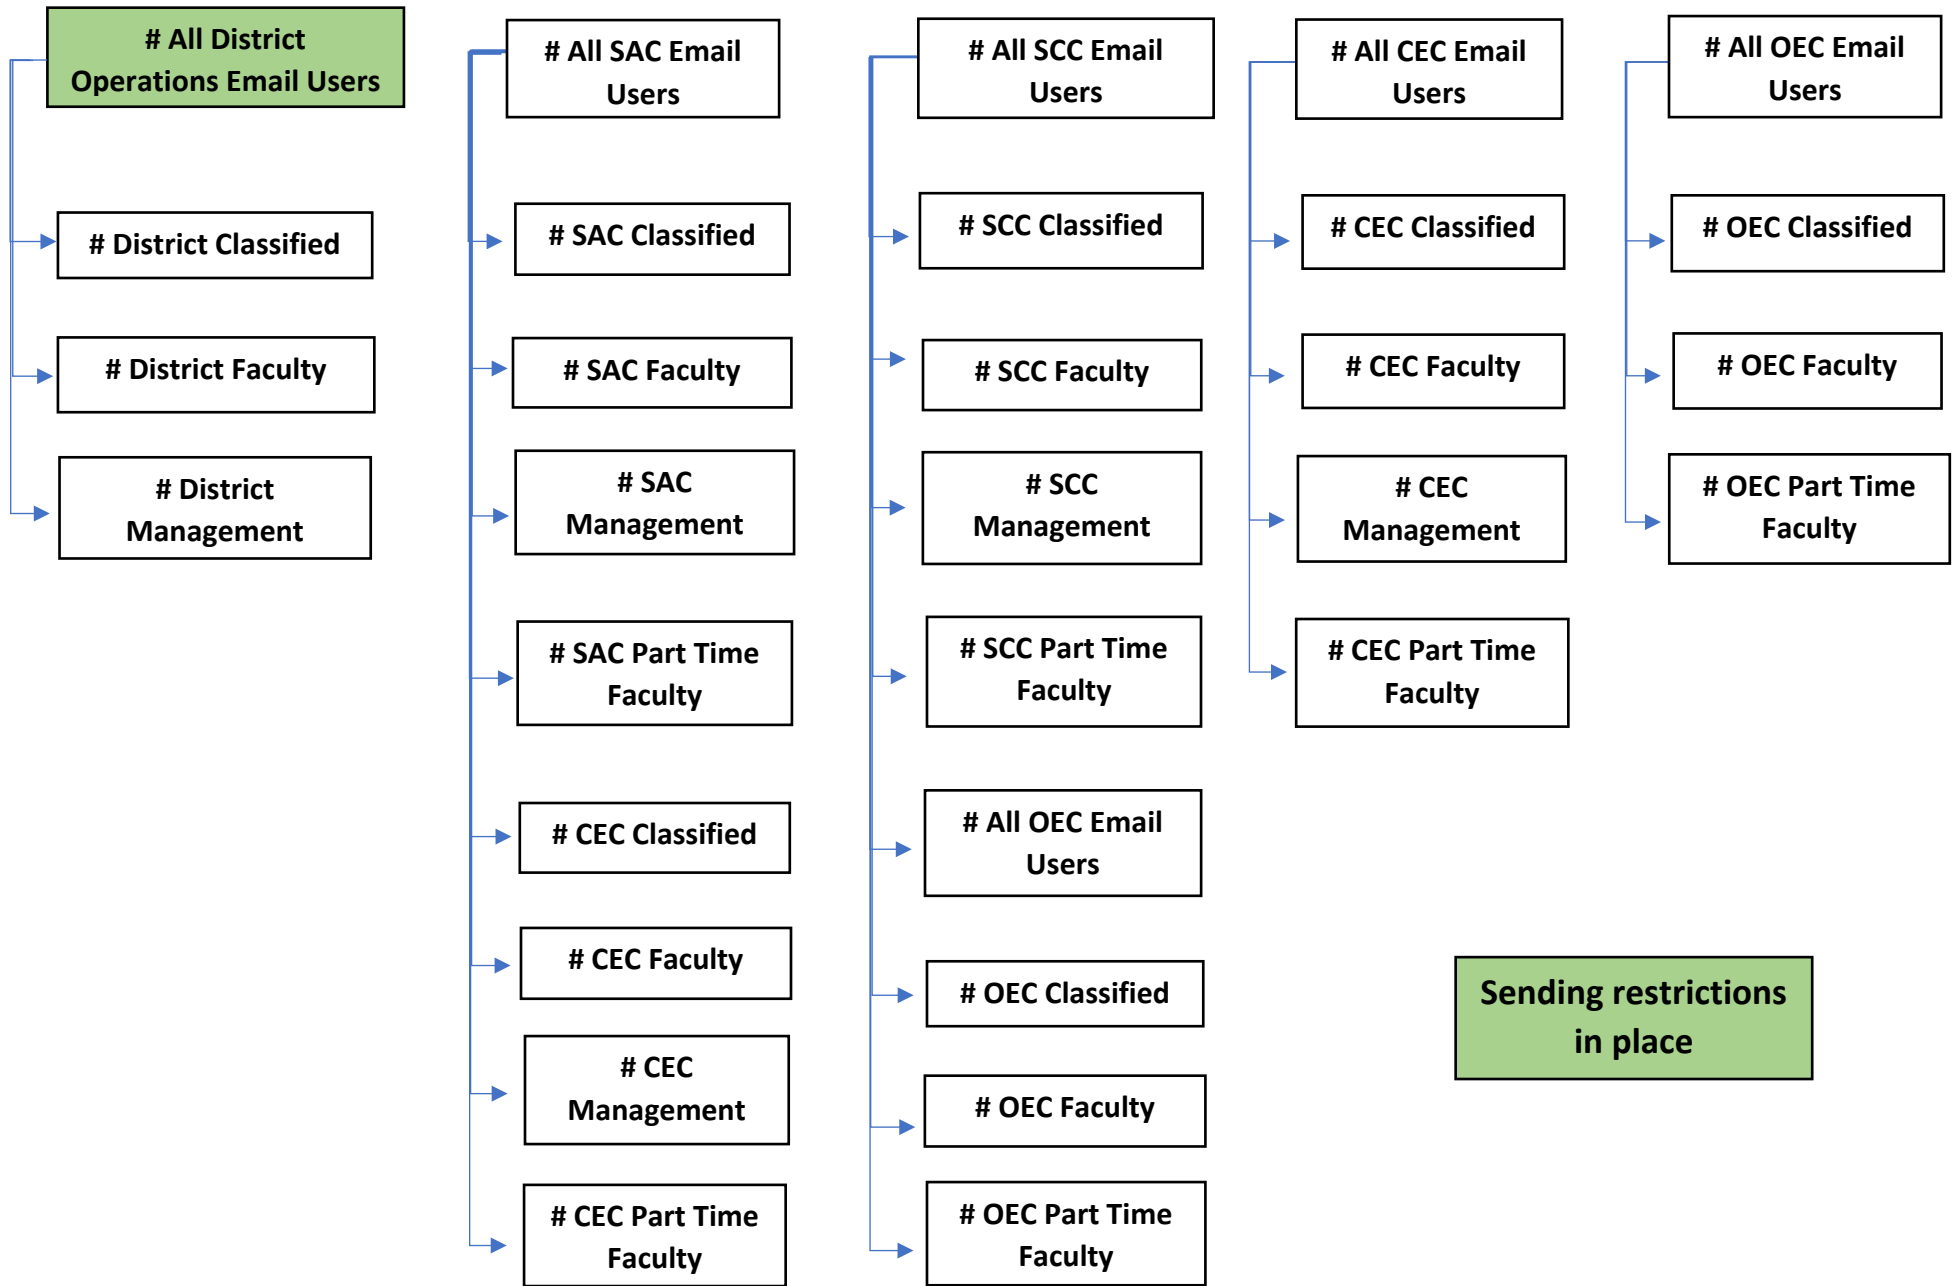 # All District
Operations Email Users
# District Classified
# District Faculty
# District
Management
# All SAC Email
Users
# SAC Classified
# SAC Faculty
# SAC
Management
# SAC Part Time
Faculty
# CEC Classified
# CEC Faculty
# CEC
Management
# CEC Part Time
Faculty
# All SCC Email
Users
# SCC Classified
# SCC Faculty
# SCC
Management
# SCC Part Time
Faculty
# All OEC Email
Users
# OEC Classified
# OEC Faculty
# OEC Part Time
Faculty
# All CEC Email
Users
# CEC Classified
# CEC Faculty
# CEC
Management
# CEC Part Time
Faculty
# All OEC Email
Users
# OEC Classified
# OEC Faculty
# OEC Part Time
Faculty
Sending restrictions
in place